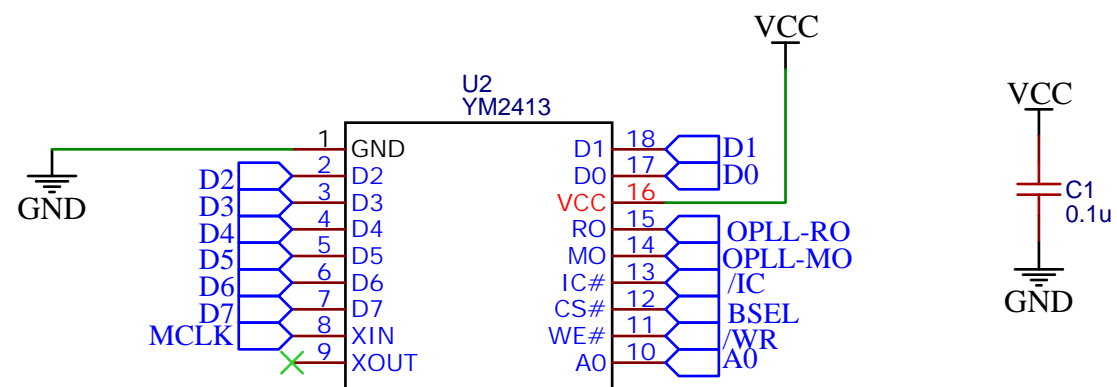 VCC
U2
YM2413
VCC
1 GND D1 18 D1
D2 2 D2 D0 17 D0
GND
D3 3 D3 VCC 16
C1
D4 4 D4 RO 15 OPLL-RO
0.1u
D5 5 D5 MO 14 OPLL-MO
D6 6 D6 IC# 13 /IC
GND
D7 7 D7 CS# 12 BSEL
MCLK 8 XIN WE# 11 /WR
9 XOUT A0 10 A0